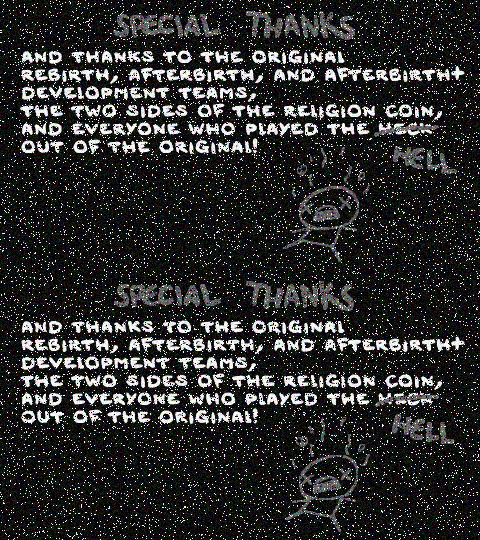 SPECIAL THANKS
AND THANKS TO THE ORIGINAL
REBIRTH, AFTERBIRTH, AND AFTERBIRTH+
DEVELOPMENT TEAMS,
THE TWO SIDES OF THE RELIGION COIN,
AND EVERYONE WHO PLAYED THE HECK
HELL
OUT OF THE ORIGINAL!
SPECIAL THANKS
AND THANKS TO THE ORIGINAL
REBIRTH, AFTERBIRTH, AND AFTERBIRTH+
DEVELOPMENT TEAMS,
THE TWO SIDES OF THE RELIGION COIN,
AND EVERYONE WHO PLAYED THE HECK
HELL
OUT OF THE ORIGINAL!